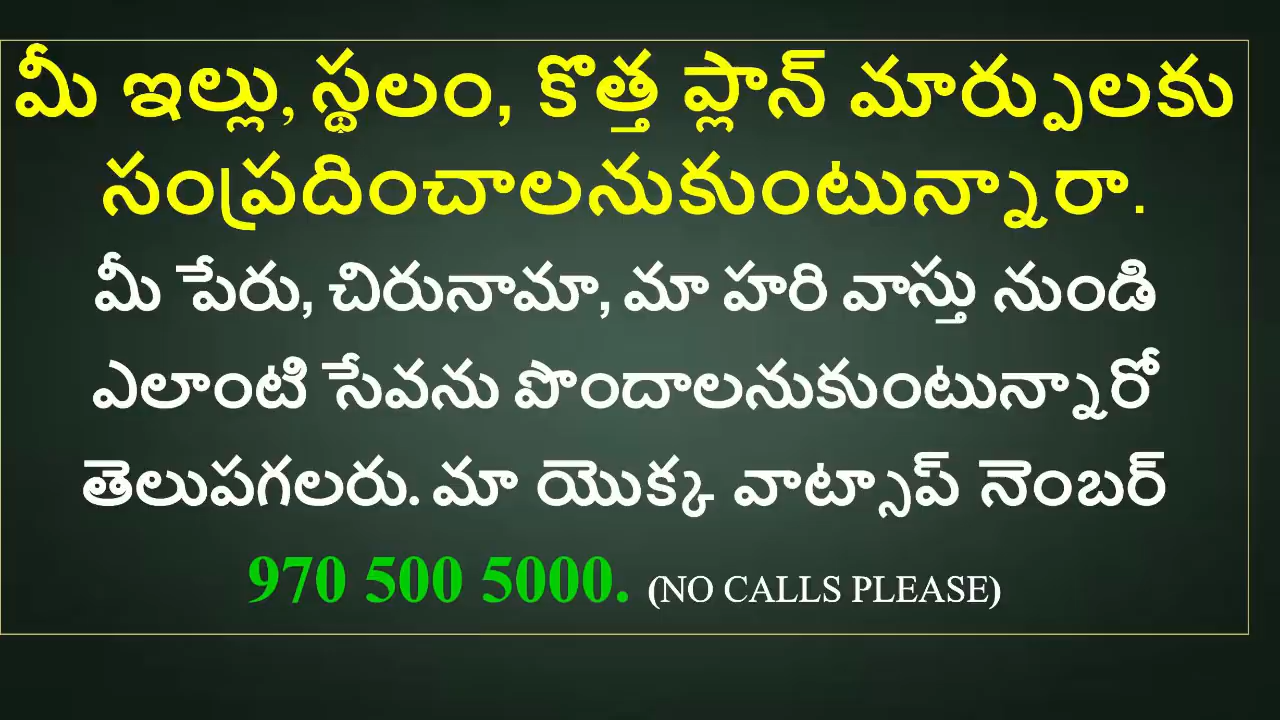 మీ ఇల్లు, స్థలం, కొత్త ప్లాన్ మార్పులకు
సంప్రదించాలనుకుంటున్నారా.
మీ పేరు, చిరునామా, మా హరి వాస్తు నుండి
ఎలాంటి సేవను పొందాలనుకుంటున్నారో
తెలుపగలరు. మా యొక్క వాట్సాప్ నెంబర్
970 500 5000. (NO CALLS PLEASE)